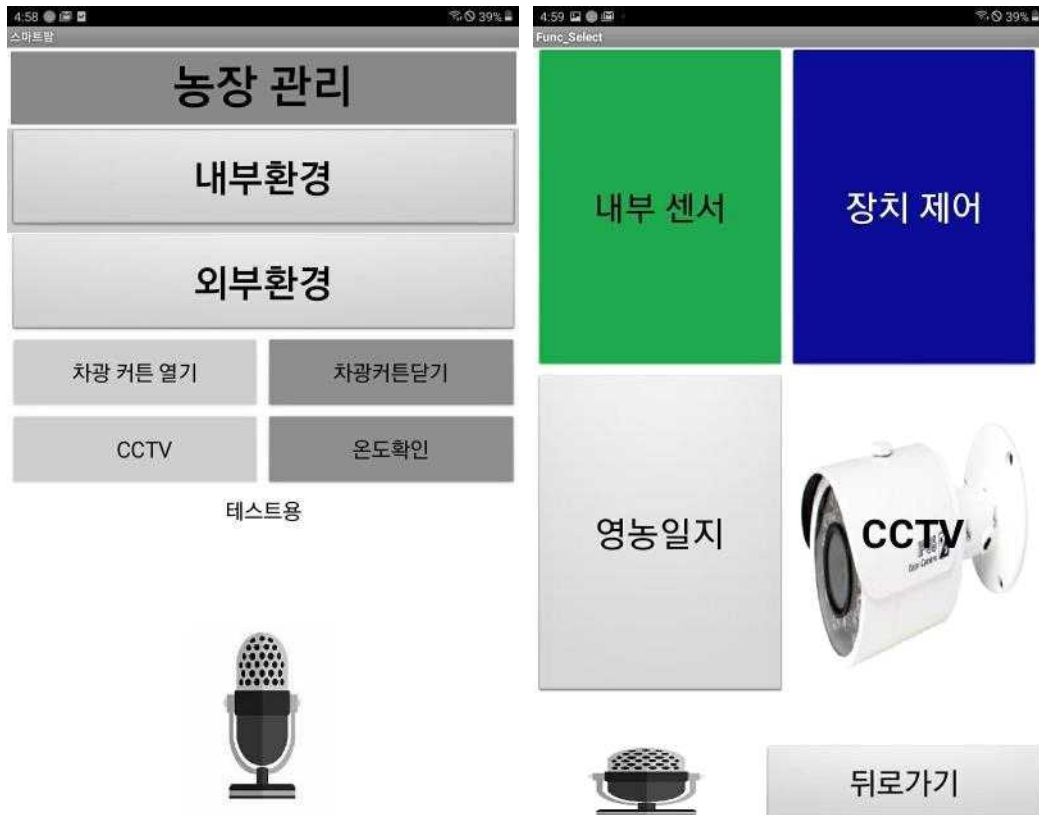 4:58
39%
스마트팜
농장 관리
내부환경
외부환경
차광 커튼 열기
차광커튼닫기
CCTV
온도확인
테스트용
4:59
39%
Func_Select
내부 센서
장치 제어
영농일지
CCTV
뒤로가기